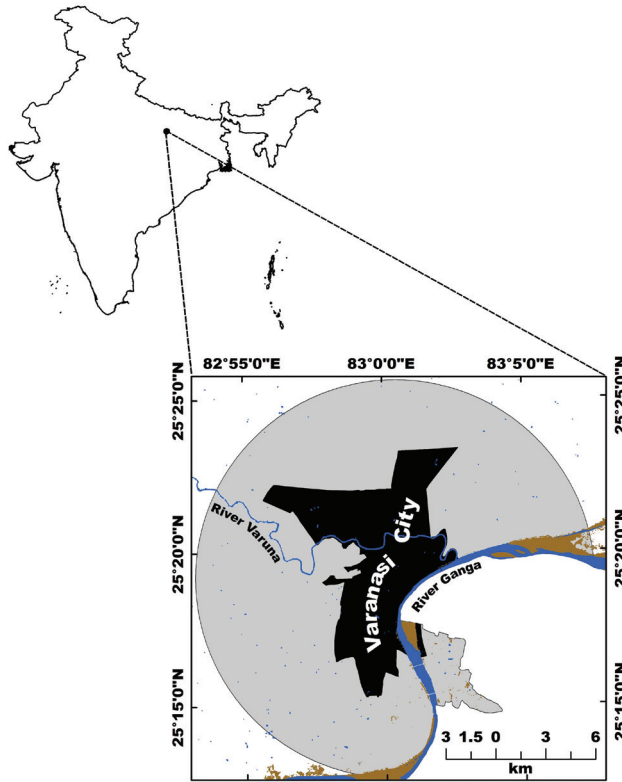 82°55'0"E 83°0'0"E 83°5'0"E
25°25'0"N
25°20'0"N
25°15'0"N
25°25'0"N
25°20'0"N
25°15'0"N
River Varuna
Varanasi City
River Ganga
3 1.5 0 3 6
km